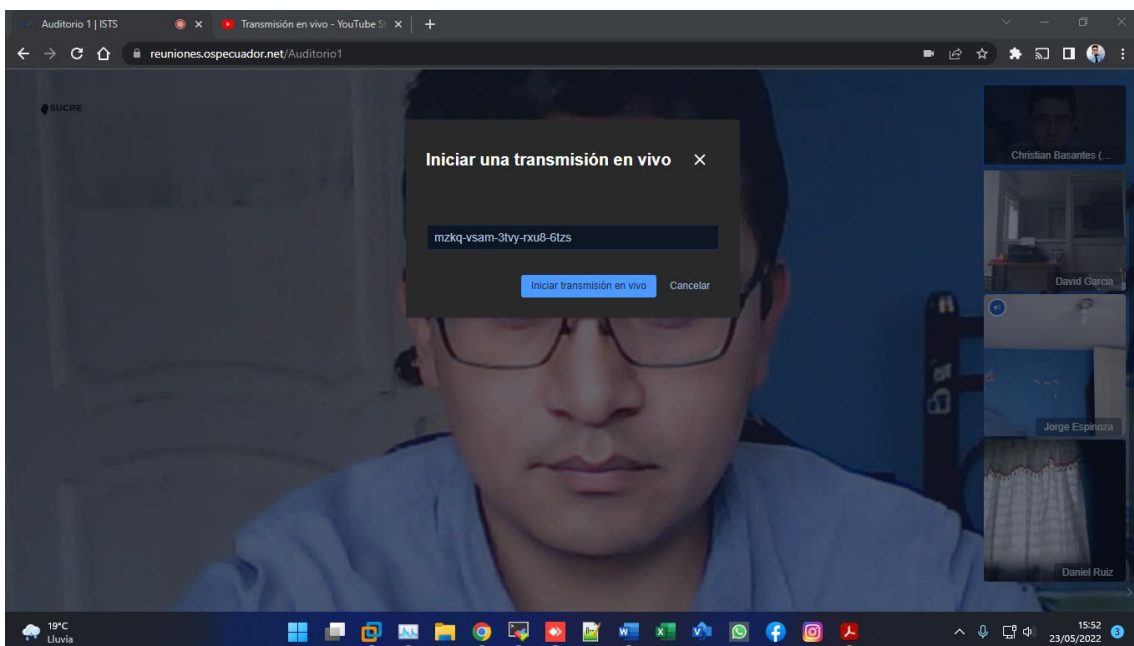 Auditorio 1 | ISTS
Transmisión en vivo - YouTube St
reuniones.ospecuador.net/Auditorio1
SUCRE
Iniciar una transmisión en vivo
mzkq-vsam-3tvy-rxu8-6tzs
Iniciar transmisión en vivo
Cancelar
Christian Basantes (...
David Garcia
Jorge Espinoza
Daniel Ruiz
19°C
Lluvia
15:52
23/05/2022
3